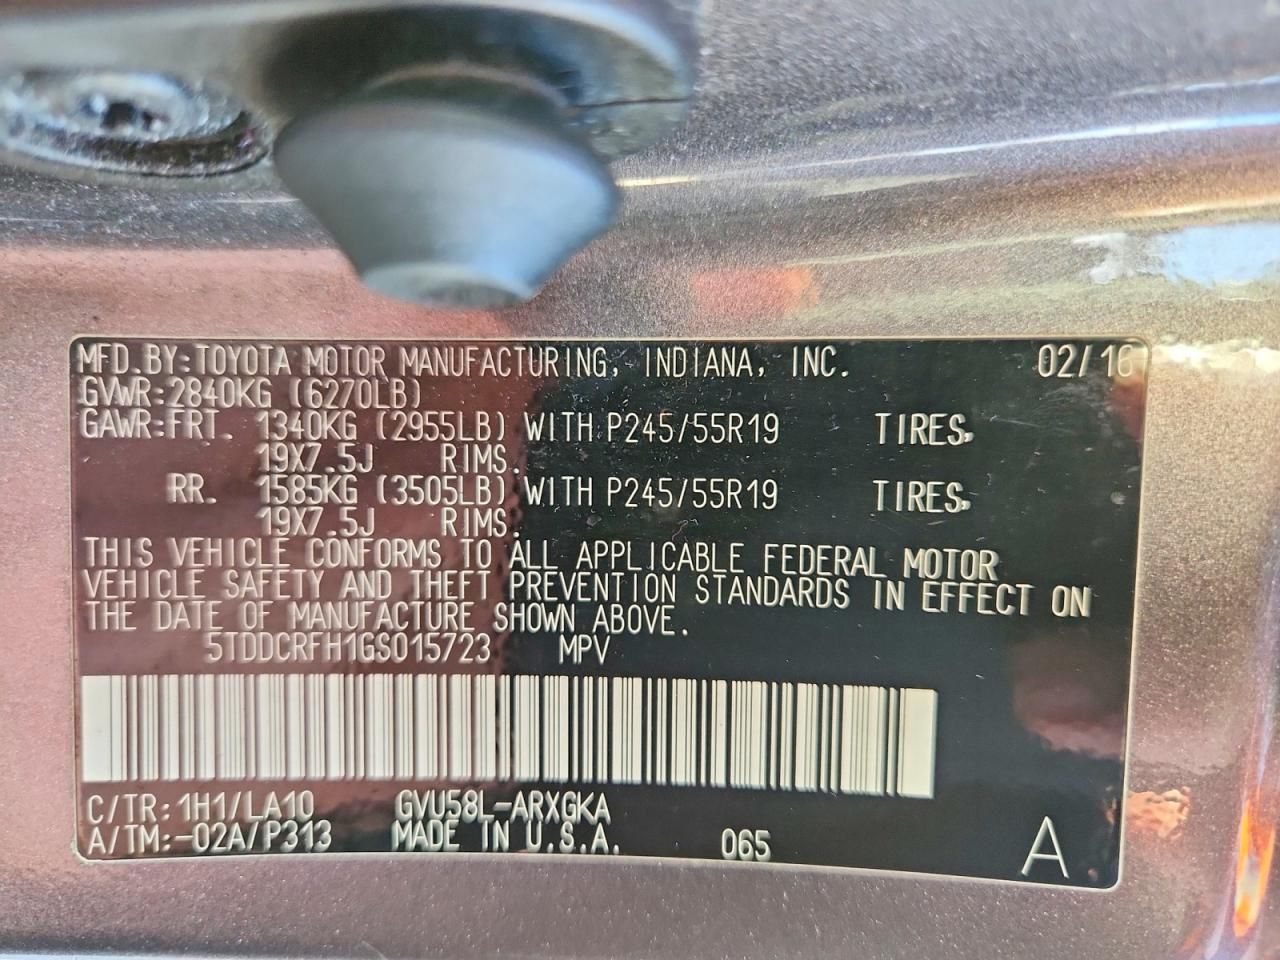 MFD.BY:TOYOTA MOTOR MANUFACTURING, INDIANA, INC. 02/16
GVWR:2840KG (6270LB)
GAWR:FRT. 1340KG (2955LB) WITH P245/55R19 TIRES,
19X7.5J RIMS.
RR. 1585KG (3505LB) WITH P245/55R19 TIRES,
19X7.5J RIMS.
THIS VEHICLE CONFORMS TO ALL APPLICABLE FEDERAL MOTOR
VEHICLE SAFETY AND THEFT PREVENTION STANDARDS IN EFFECT ON
THE DATE OF MANUFACTURE SHOWN ABOVE.
5TDDCRFH1GS015723 MPV
C/TR:1H1/LA10 GVU58L-ARXGKA
A/TM:-02A/P313 MADE IN U.S.A. 065 A